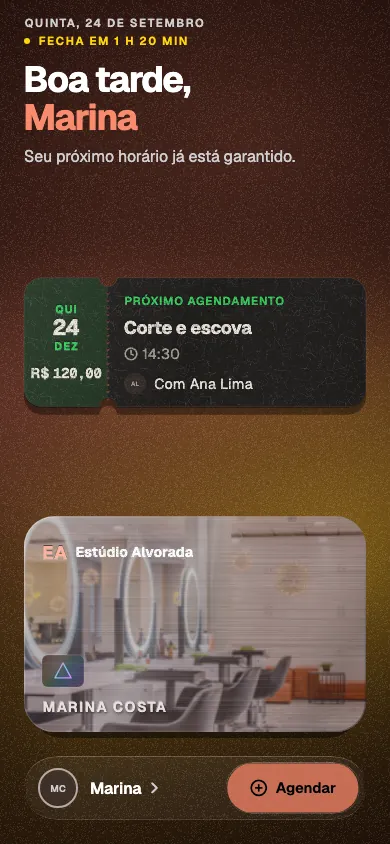 QUINTA, 24 DE SETEMBRO
FECHA EM 1 H 20 MIN
Boa tarde,
Marina
Seu próximo horário já está garantido.
QUI
24
DEZ
R$ 120,00
PRÓXIMO AGENDAMENTO
Corte e escova
14:30
AL
Com Ana Lima
EA Estúdio Alvorada
MARINA COSTA
MC
Marina
Agendar